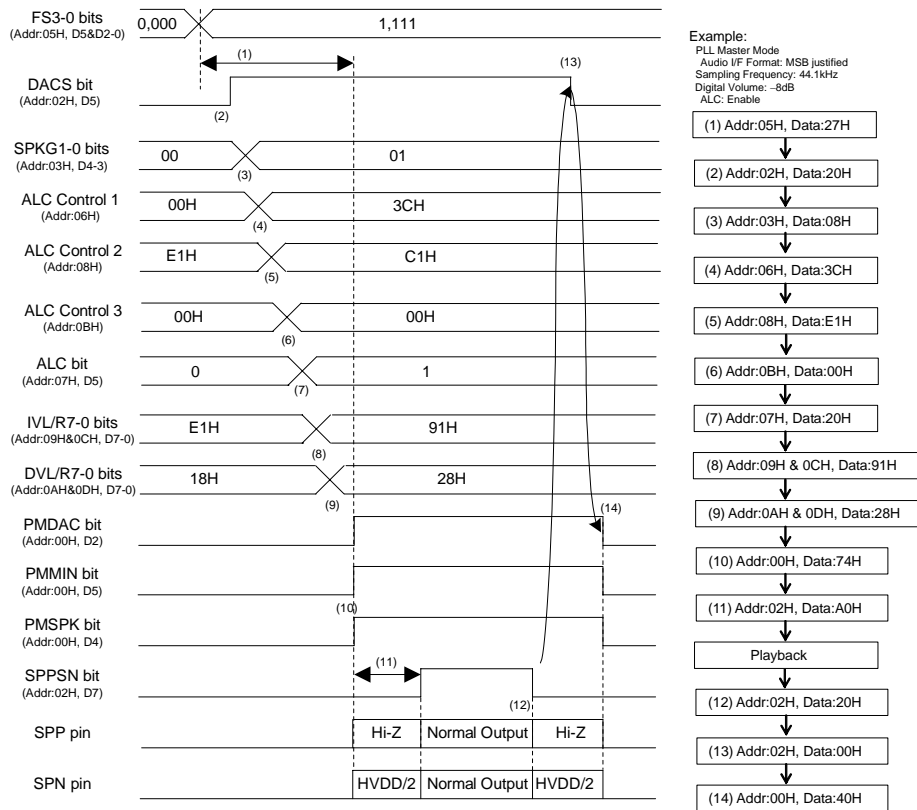 FS3-0 bits
(Addr:05H, D5&D2-0)
0,000
1,111
(1)
DACS bit
(Addr:02H, D5)
(2)
(13)
SPKG1-0 bits
(Addr:03H, D4-3)
00
01
(3)
ALC Control 1
(Addr:06H)
00H
3CH
(4)
ALC Control 2
(Addr:08H)
E1H
C1H
(5)
ALC Control 3
(Addr:0BH)
00H
00H
(6)
ALC bit
(Addr:07H, D5)
0
1
(7)
IVL/R7-0 bits
(Addr:09H&0CH, D7-0)
E1H
91H
(8)
DVL/R7-0 bits
(Addr:0AH&0DH, D7-0)
18H
28H
(9)
PMDAC bit
(Addr:00H, D2)
(14)
PMMIN bit
(Addr:00H, D5)
(10)
PMSPK bit
(Addr:00H, D4)
(11)
SPPSN bit
(Addr:02H, D7)
(12)
SPP pin
Hi-Z
Normal Output
Hi-Z
SPN pin
HVDD/2
Normal Output
HVDD/2
Example:
PLL Master Mode
Audio I/F Format: MSB justified
Sampling Frequency: 44.1kHz
Digital Volume: −8dB
ALC: Enable
(1) Addr:05H, Data:27H
(2) Addr:02H, Data:20H
(3) Addr:03H, Data:08H
(4) Addr:06H, Data:3CH
(5) Addr:08H, Data:E1H
(6) Addr:0BH, Data:00H
(7) Addr:07H, Data:20H
(8) Addr:09H & 0CH, Data:91H
(9) Addr:0AH & 0DH, Data:28H
(10) Addr:00H, Data:74H
(11) Addr:02H, Data:A0H
Playback
(12) Addr:02H, Data:20H
(13) Addr:02H, Data:00H
(14) Addr:00H, Data:40H